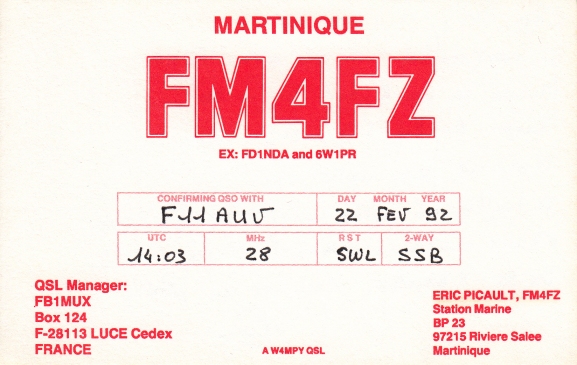 MARTINIQUE
FM4FZ
EX: FD1NDA and 6W1PR
CONFIRMING QSO WITH DAY MONTH YEAR
F11AUV 22 FEV 92
UTC MHz RST 2-WAY
14:03 28 SWL SSB
QSL Manager:
FB1MUX
Box 124
F-28113 LUCE Cedex
FRANCE
A W4MPY QSL
ERIC PICAULT, FM4FZ
Station Marine
BP 23
97215 Riviere Salee
Martinique